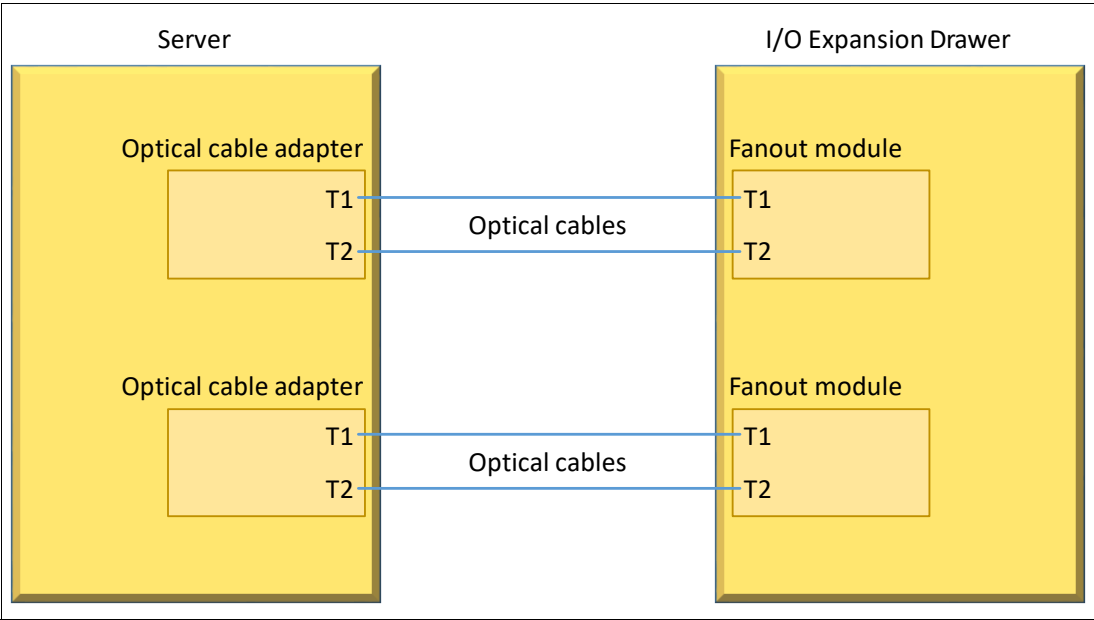 Server
I/O Expansion Drawer
Optical cable adapter
Fanout module
T1
T1
Optical cables
T2
T2
Optical cable adapter
Fanout module
T1
T1
Optical cables
T2
T2